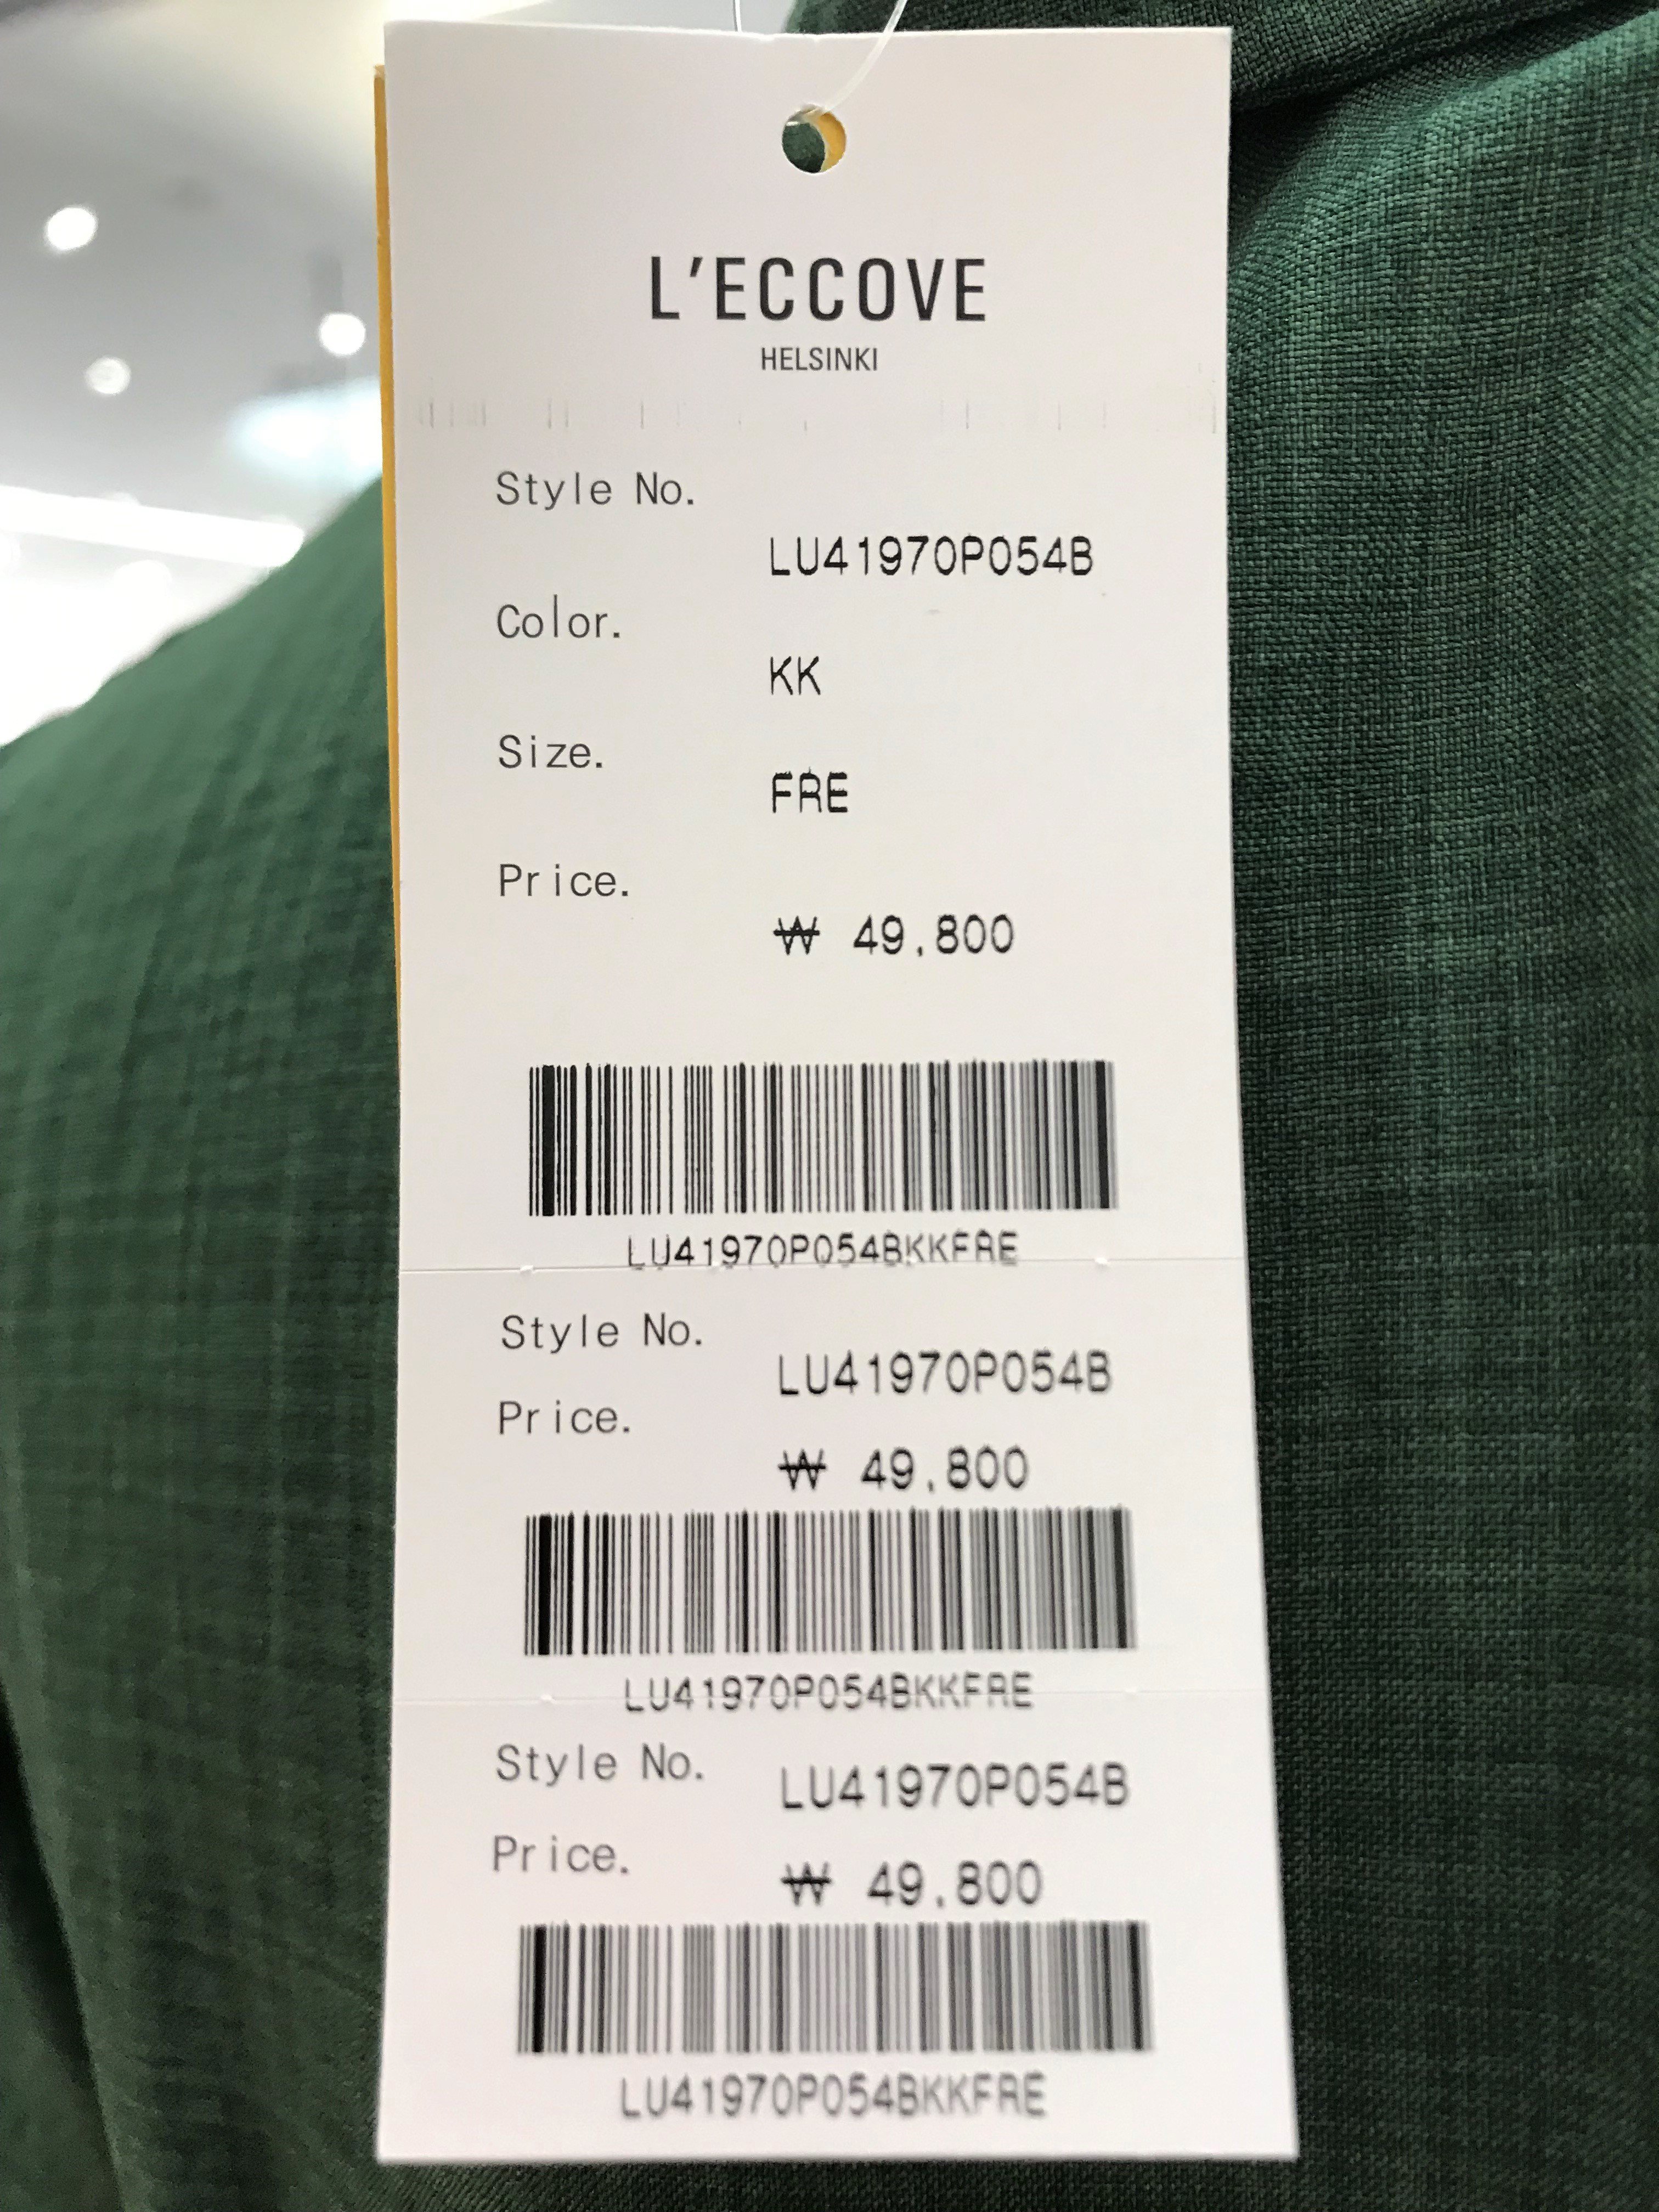 L'ECCOVE
HELSINKI
Style No.
LU41970P054B
Color.
KK
Size.
FRE
Price.
₩ 49,800
LU41970P054BKKFRE
Style No.
LU41970P054B
Price.
₩ 49,800
LU41970P054BKKFRE
Style No.
LU41970P054B
Price.
₩ 49,800
LU41970P054BKKFRE